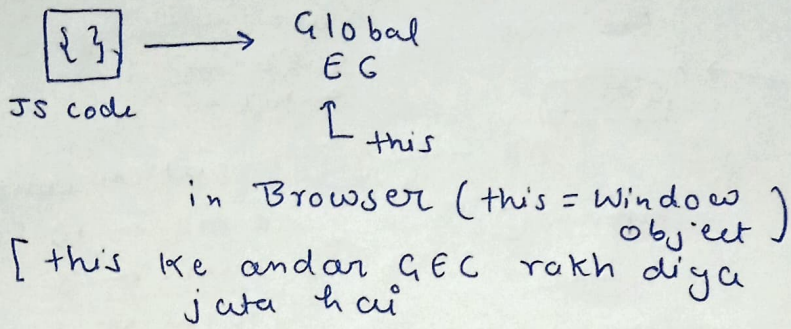 { }. Global
EC
JS code
this
in Browser (this = Window
object)
[ this ke andar GEC rakh diya
jata hai